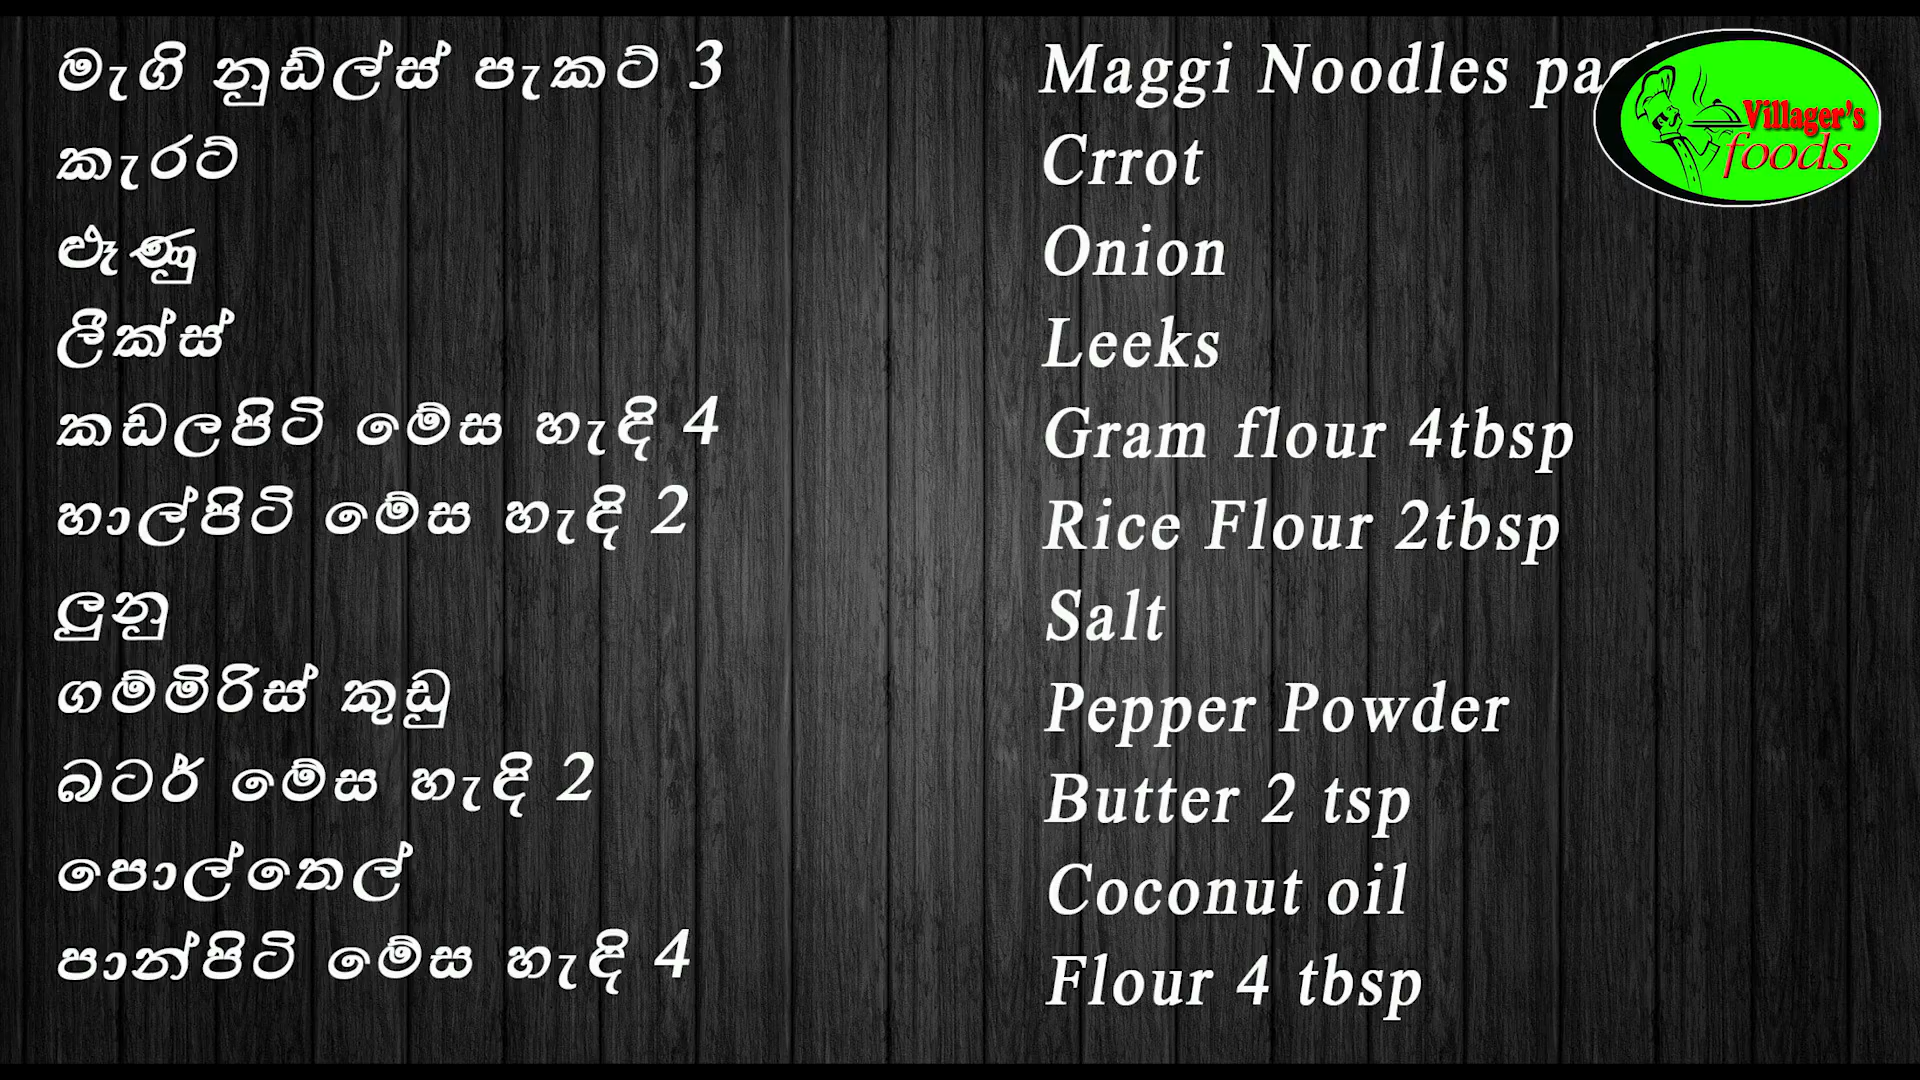 මැගි නූඩ්ල්ස් පැකට් 3
කැරට්
ළූණු
ලීක්ස්
කඩලපිටි මේස හැඳි 4
හාල්පිටි මේස හැඳි 2
ලුනු
ගම්මිරිස් කුඩු
බටර් මේස හැඳි 2
පොල්තෙල්
පාන්පිටි මේස හැඳි 4
Maggi Noodles
Crrot
Onion
Leeks
Gram flour 4tbsp
Rice Flour 2tbsp
Salt
Pepper Powder
Butter 2 tsp
Coconut oil
Flour 4 tbsp
Villager's
foods